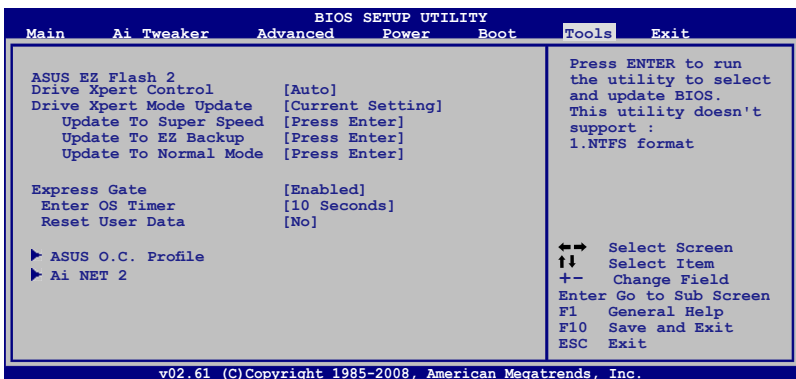 BIOS SETUP UTILITY
Main Ai Tweaker Advanced Power Boot Tools Exit
ASUS EZ Flash 2
Drive Xpert Control [Auto]
Drive Xpert Mode Update [Current Setting]
Update To Super Speed [Press Enter]
Update To EZ Backup [Press Enter]
Update To Normal Mode [Press Enter]
Express Gate [Enabled]
Enter OS Timer [10 Seconds]
Reset User Data [No]
ASUS O.C. Profile
Ai NET 2
Press ENTER to run
the utility to select
and update BIOS.
This utility doesn't
support :
1.NTFS format
←→ Select Screen
↑↓ Select Item
+- Change Field
Enter Go to Sub Screen
F1 General Help
F10 Save and Exit
ESC Exit
v02.61 (C)Copyright 1985-2008, American Megatrends, Inc.